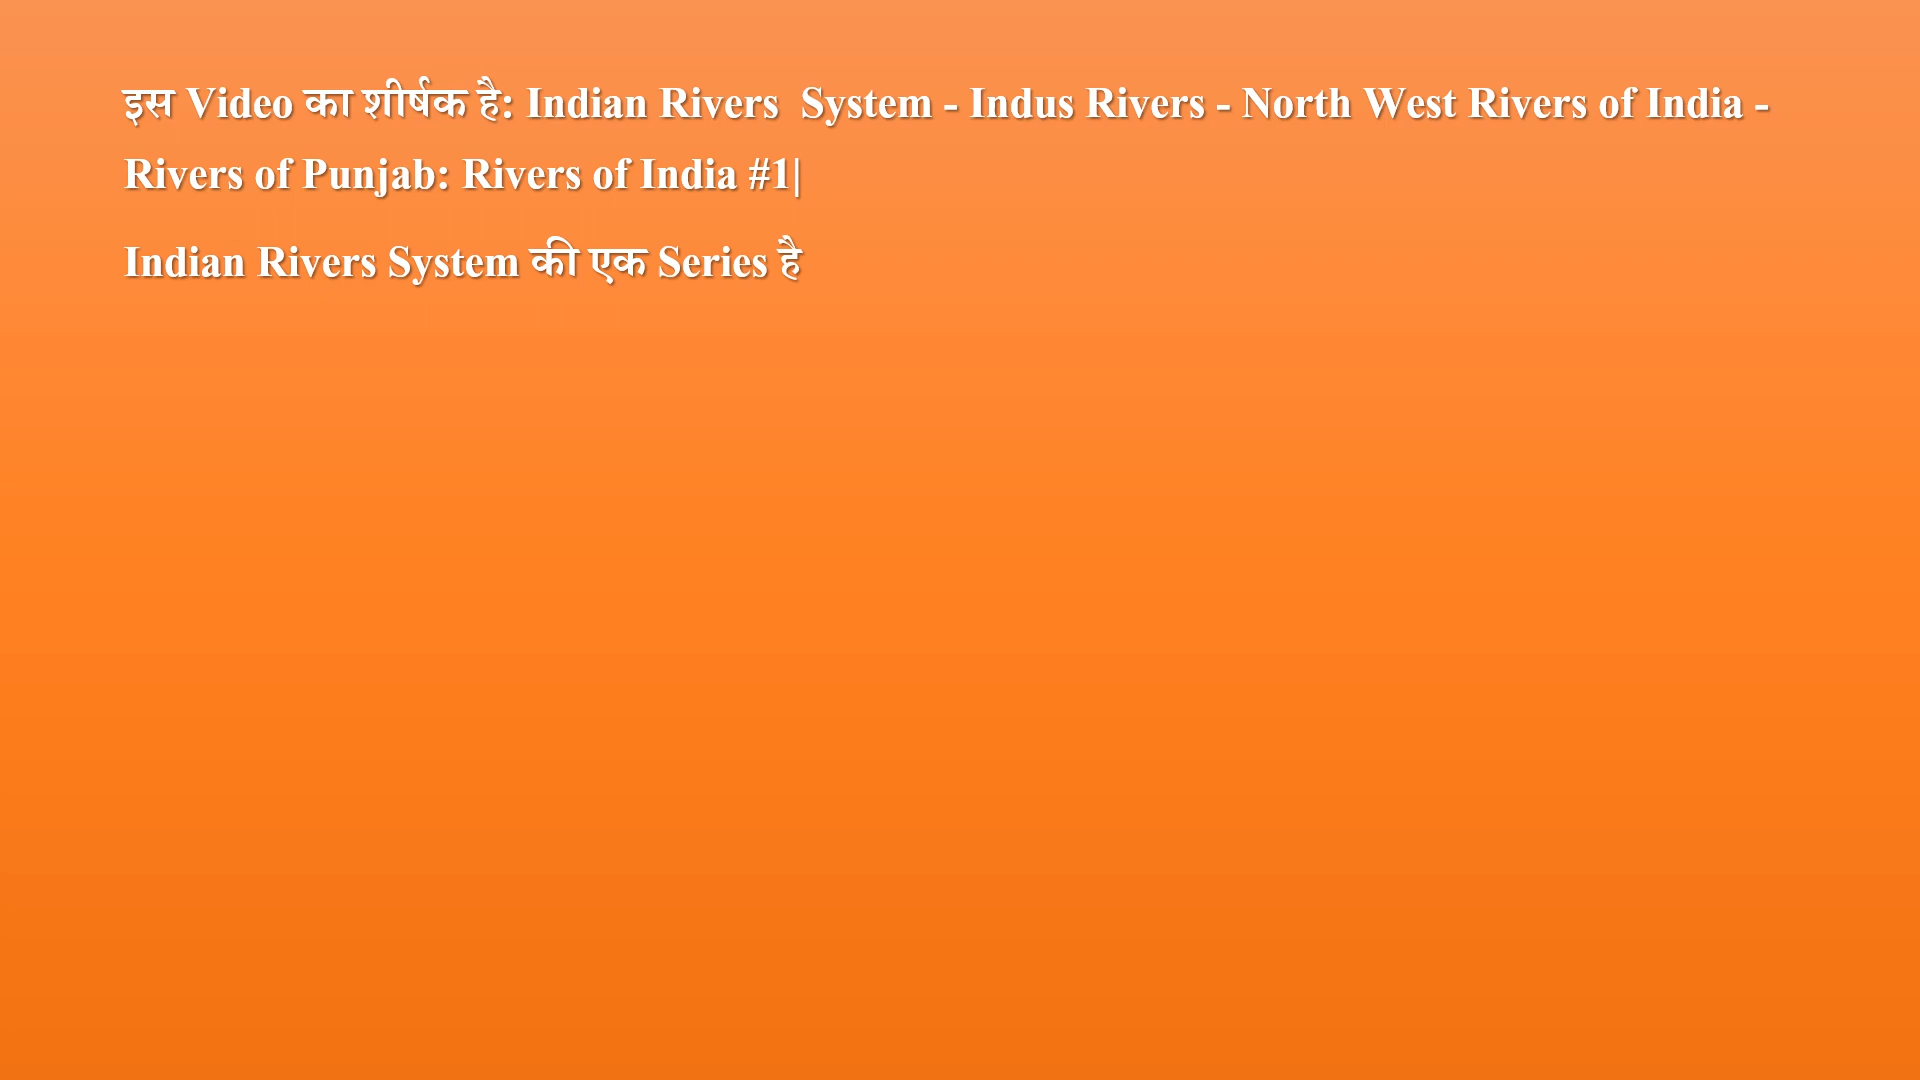 इस Video का शीर्षक है: Indian Rivers  System - Indus Rivers - North West Rivers of India -
Rivers of Punjab: Rivers of India #1|
Indian Rivers System की एक Series है